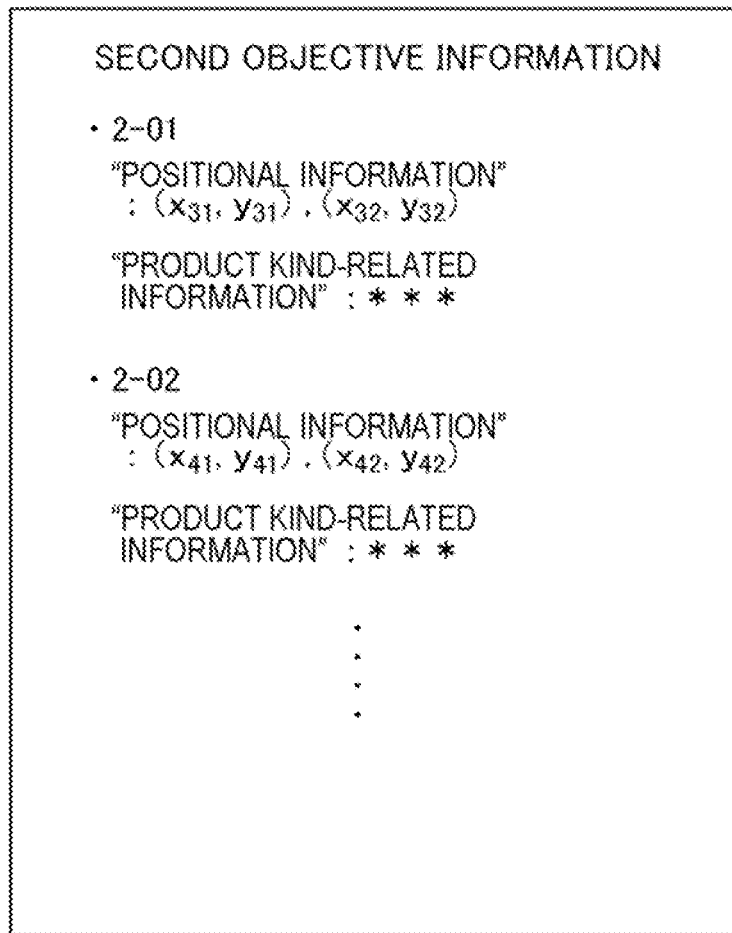 SECOND OBJECTIVE INFORMATION
・2-01
"POSITIONAL INFORMATION"
: (x₃₁, y₃₁) , (x₃₂, y₃₂)
"PRODUCT KIND-RELATED
INFORMATION" : * * *
・2-02
"POSITIONAL INFORMATION"
: (x₄₁, y₄₁) , (x₄₂, y₄₂)
"PRODUCT KIND-RELATED
INFORMATION" : * * *